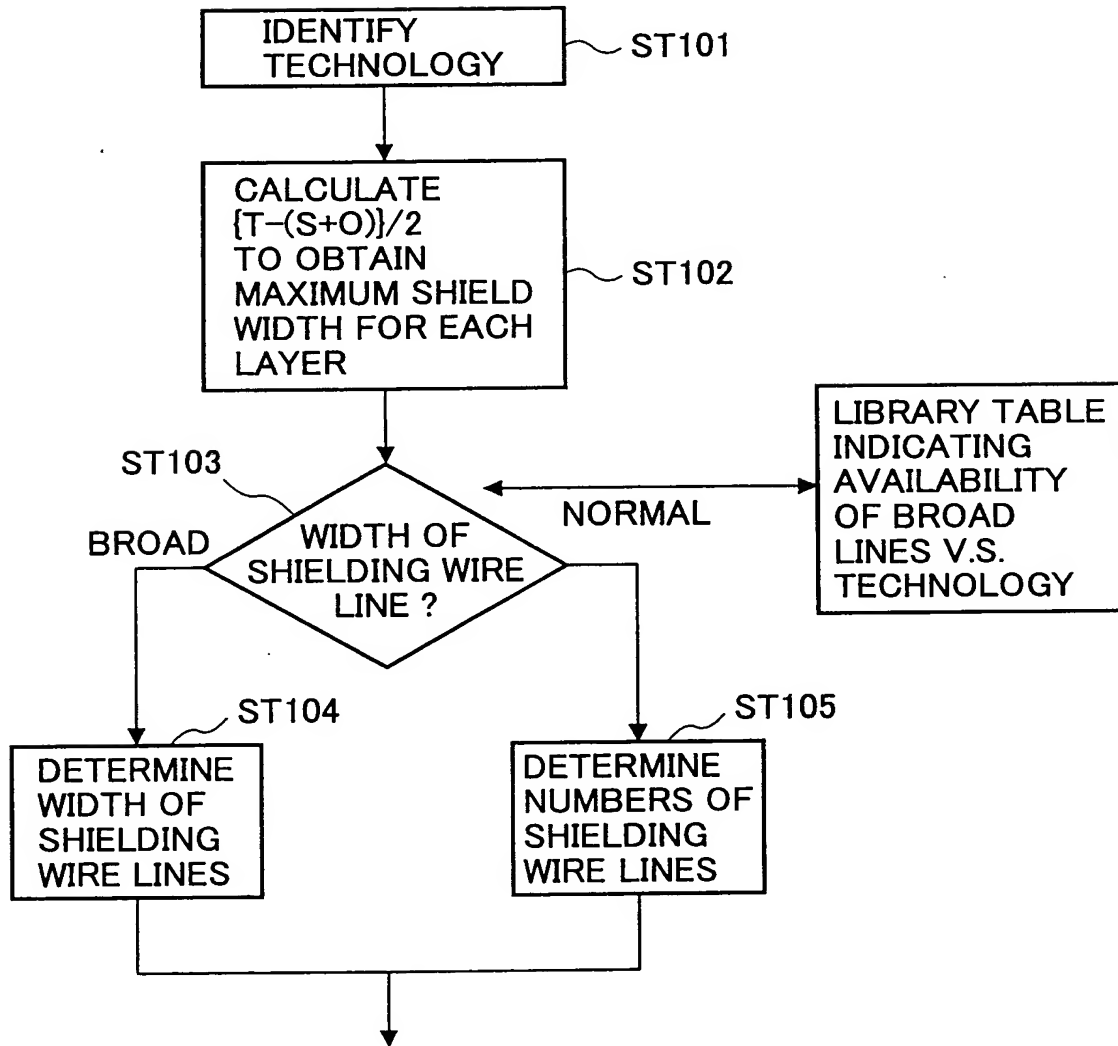 IDENTIFY
TECHNOLOGY
ST101
CALCULATE
{T-(S+O)}/2
TO OBTAIN
MAXIMUM SHIELD
WIDTH FOR EACH
LAYER
ST102
ST103
BROAD
WIDTH OF
SHIELDING WIRE
LINE ?
NORMAL
LIBRARY TABLE
INDICATING
AVAILABILITY
OF BROAD
LINES V.S.
TECHNOLOGY
ST104
DETERMINE
WIDTH OF
SHIELDING
WIRE LINES
ST105
DETERMINE
NUMBERS OF
SHIELDING
WIRE LINES